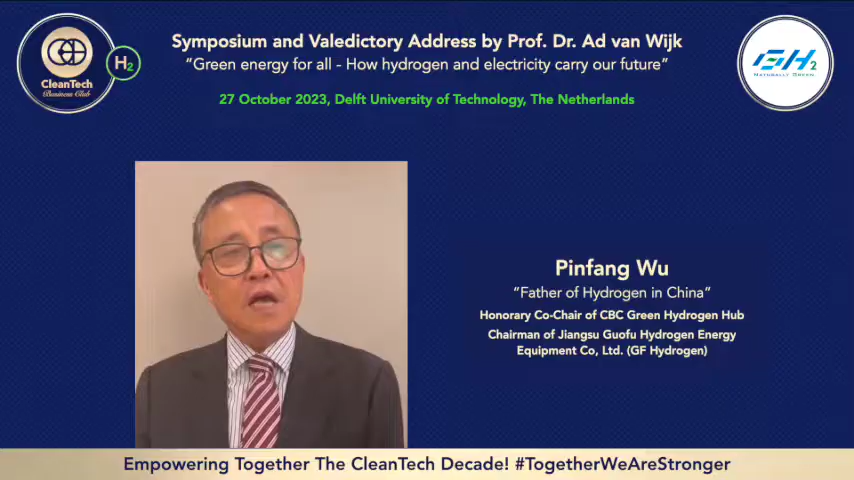 Symposium and Valedictory Address by Prof. Dr. Ad van Wijk
“Green energy for all - How hydrogen and electricity carry our future”
27 October 2023, Delft University of Technology, The Netherlands
CleanTech
Business Club
H2
GH2
NATURALLY GREEN
Pinfang Wu
“Father of Hydrogen in China”
Honorary Co-Chair of CBC Green Hydrogen Hub
Chairman of Jiangsu Guofu Hydrogen Energy
Equipment Co, Ltd. (GF Hydrogen)
Empowering Together The CleanTech Decade! #TogetherWeAreStronger